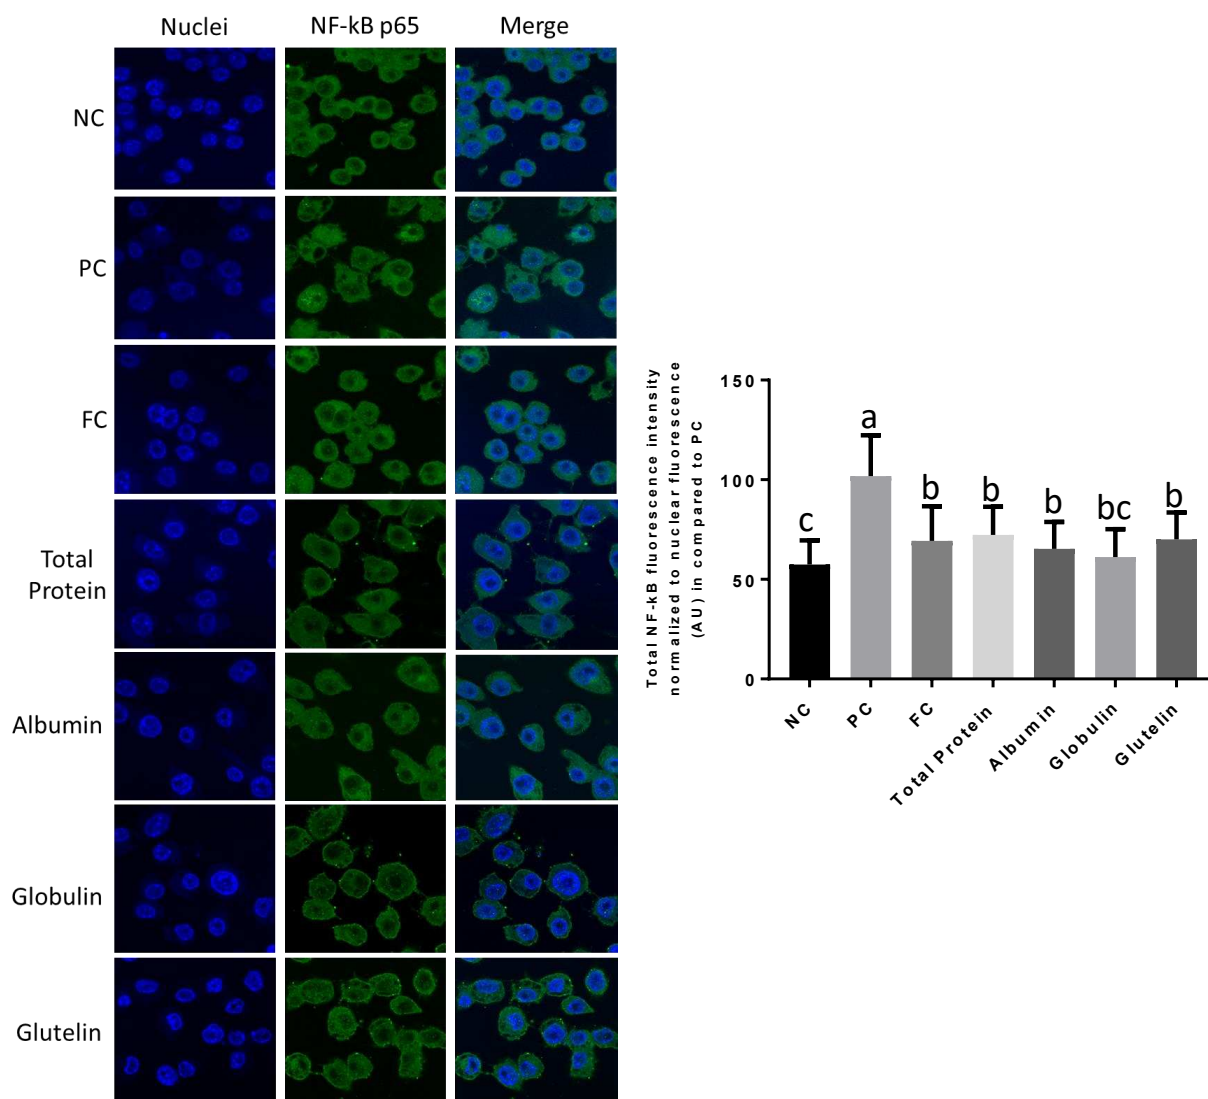 Nuclei NF-kB p65 Merge
NC
PC
FC
Total
Protein
Albumin
Globulin
Glutelin
Total NF-kB fluorescence intensity
normalized to nuclear fluorescence
(AU) in compared to PC
150
100
50
0
c
a
b
b
b
bc
b
NC
PC
FC
Total Protein
Albumin
Globulin
Glutelin